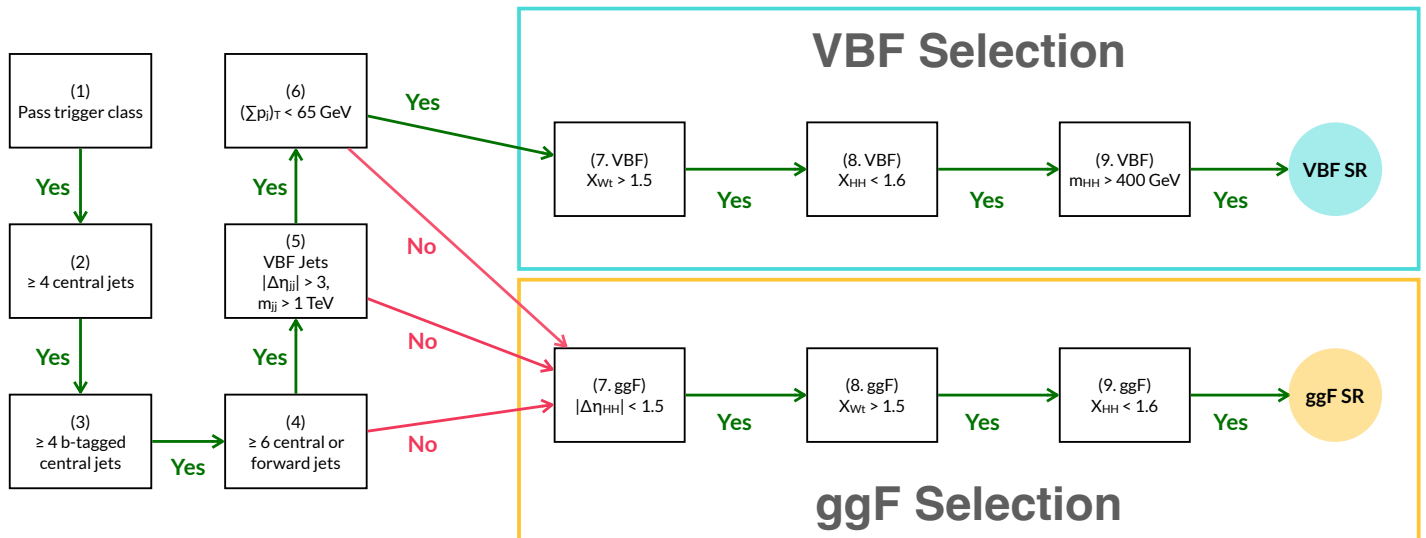 (1)
Pass trigger class
Yes
(2)
≥ 4 central jets
Yes
(3)
≥ 4 b-tagged
central jets
Yes
(4)
≥ 6 central or
forward jets
Yes
No
(5)
VBF Jets
|Δηjj| > 3,
mjj > 1 TeV
Yes
No
(6)
(∑pj)T < 65 GeV
Yes
No
VBF Selection
(7. VBF)
XWt > 1.5
Yes
(8. VBF)
XHH < 1.6
Yes
(9. VBF)
mHH > 400 GeV
Yes
VBF SR
(7. ggF)
|ΔηHH| < 1.5
Yes
(8. ggF)
XWt > 1.5
Yes
(9. ggF)
XHH < 1.6
Yes
ggF SR
ggF Selection